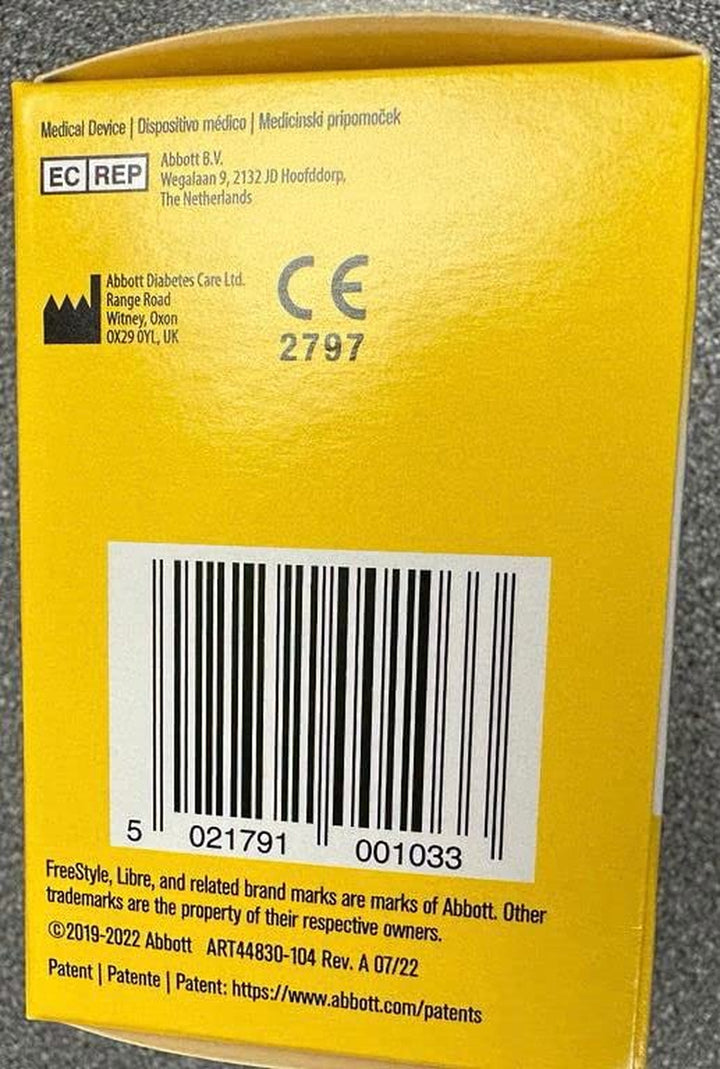 Medical Device | Dispositivo médico | Medicinski pripomoček
EC REP
Abbott B.V.
Wegalaan 9, 2132 JD Hoofddorp,
The Netherlands
Abbott Diabetes Care Ltd.
Range Road
Witney, Oxon
OX29 0YL, UK
CE
2797
5 021791 001033
FreeStyle, Libre, and related brand marks are marks of Abbott. Other
trademarks are the property of their respective owners.
©2019-2022 Abbott ART44830-104 Rev. A 07/22
Patent | Patente | Patent: https://www.abbott.com/patents